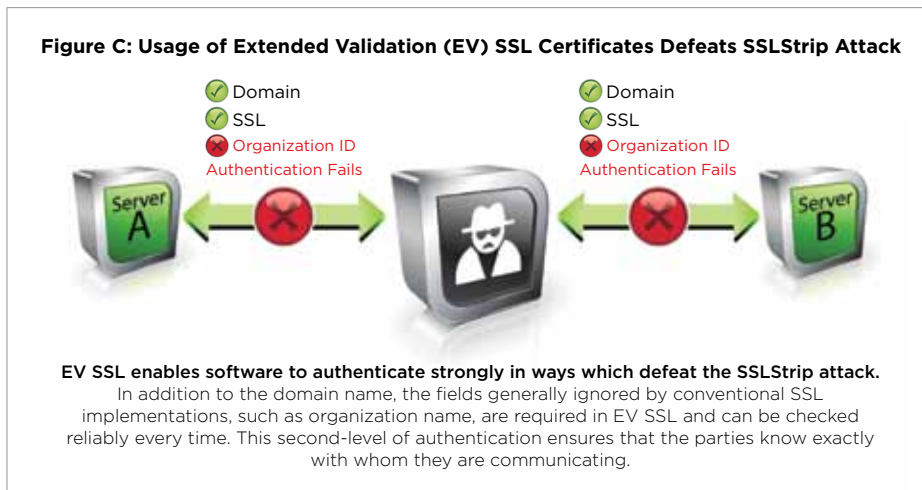 Figure C: Usage of Extended Validation (EV) SSL Certificates Defeats SSLStrip Attack
Domain
SSL
Organization ID
Authentication Fails
Domain
SSL
Organization ID
Authentication Fails
Server
A
Server
B
EV SSL enables software to authenticate strongly in ways which defeat the SSLStrip attack.
In addition to the domain name, the fields generally ignored by conventional SSL
implementations, such as organization name, are required in EV SSL and can be checked
reliably every time. This second-level of authentication ensures that the parties know exactly
with whom they are communicating.